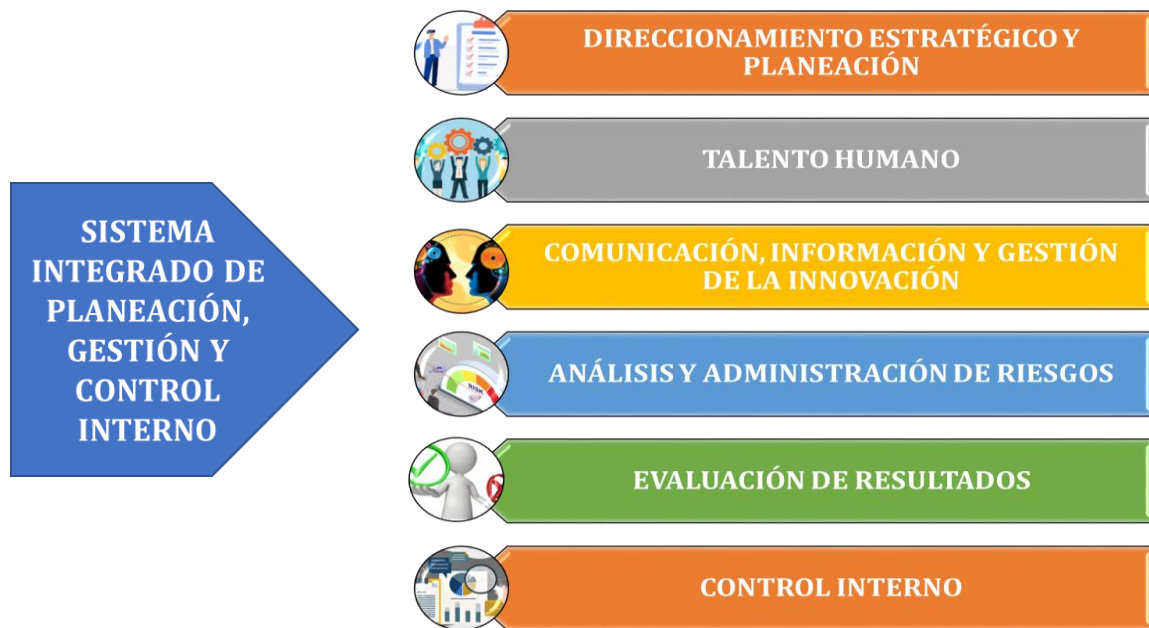 SISTEMA
INTEGRADO DE
PLANEACIÓN,
GESTIÓN Y
CONTROL
INTERNO
DIRECCIONAMIENTO ESTRATÉGICO Y
PLANEACIÓN
TALENTO HUMANO
COMUNICACIÓN, INFORMACIÓN Y GESTIÓN
DE LA INNOVACIÓN
ANÁLISIS Y ADMINISTRACIÓN DE RIESGOS
RISK
EVALUACIÓN DE RESULTADOS
CONTROL INTERNO